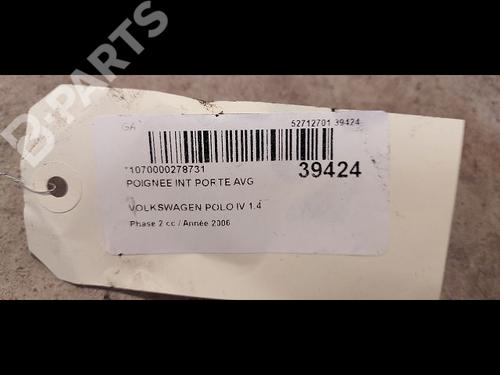 B-PARTS
GA
52712701 39424
*1070000278731
39424
POIGNEE INT PORTE AVG
VOLKSWAGEN POLO IV 1.4
Phase 2 cc / Année 2006